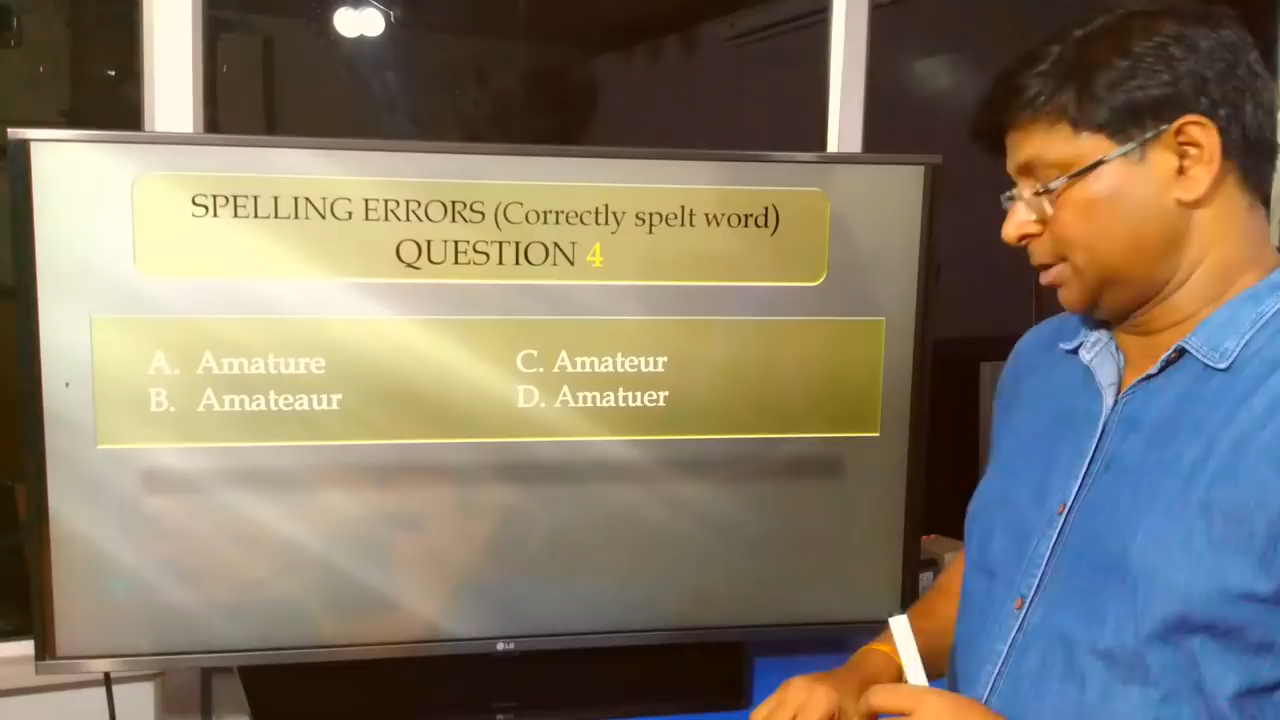 SPELLING ERRORS (Correctly spelt word)
QUESTION 4
A. Amature
B. Amateaur
C. Amateur
D. Amatuer
LG